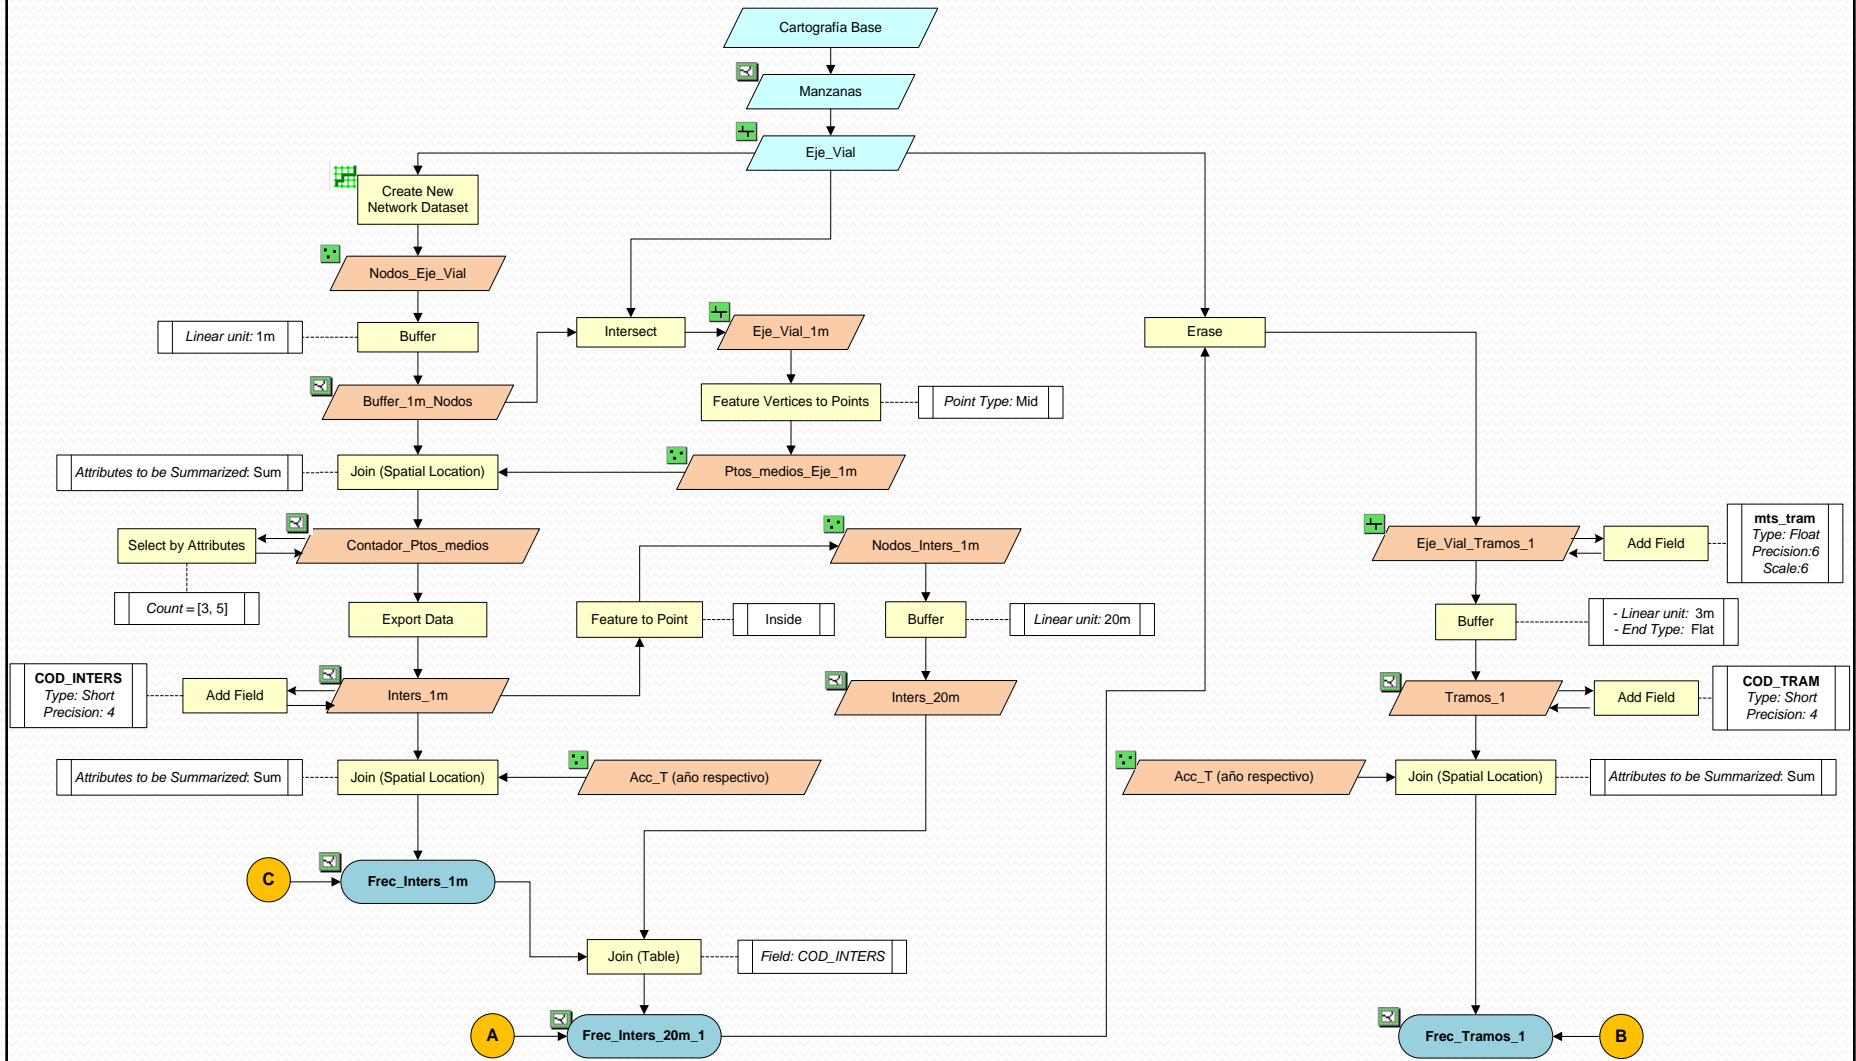 Cartografía Base
Manzanas
Eje_Vial
Create New
Network Dataset
Nodos_Eje_Vial
Linear unit: 1m
Buffer
Intersect
Eje_Vial_1m
Erase
Buffer_1m_Nodos
Feature Vertices to Points
Point Type: Mid
Attributes to be Summarized: Sum
Join (Spatial Location)
Ptos_medios_Eje_1m
Select by Attributes
Contador_Ptos_medios
Nodos_Inters_1m
Eje_Vial_Tramos_1
Add Field
mts_tram
Type: Float
Precision:6
Scale:6
Count = [3, 5]
Export Data
Feature to Point
Inside
Buffer
Linear unit: 20m
Buffer
- Linear unit: 3m
- End Type: Flat
COD_INTERS
Type: Short
Precision: 4
Add Field
Inters_1m
Inters_20m
Tramos_1
Add Field
COD_TRAM
Type: Short
Precision: 4
Attributes to be Summarized: Sum
Join (Spatial Location)
Acc_T (año respectivo)
Acc_T (año respectivo)
Join (Spatial Location)
Attributes to be Summarized: Sum
C
Frec_Inters_1m
Join (Table)
Field: COD_INTERS
A
Frec_Inters_20m_1
Frec_Tramos_1
B